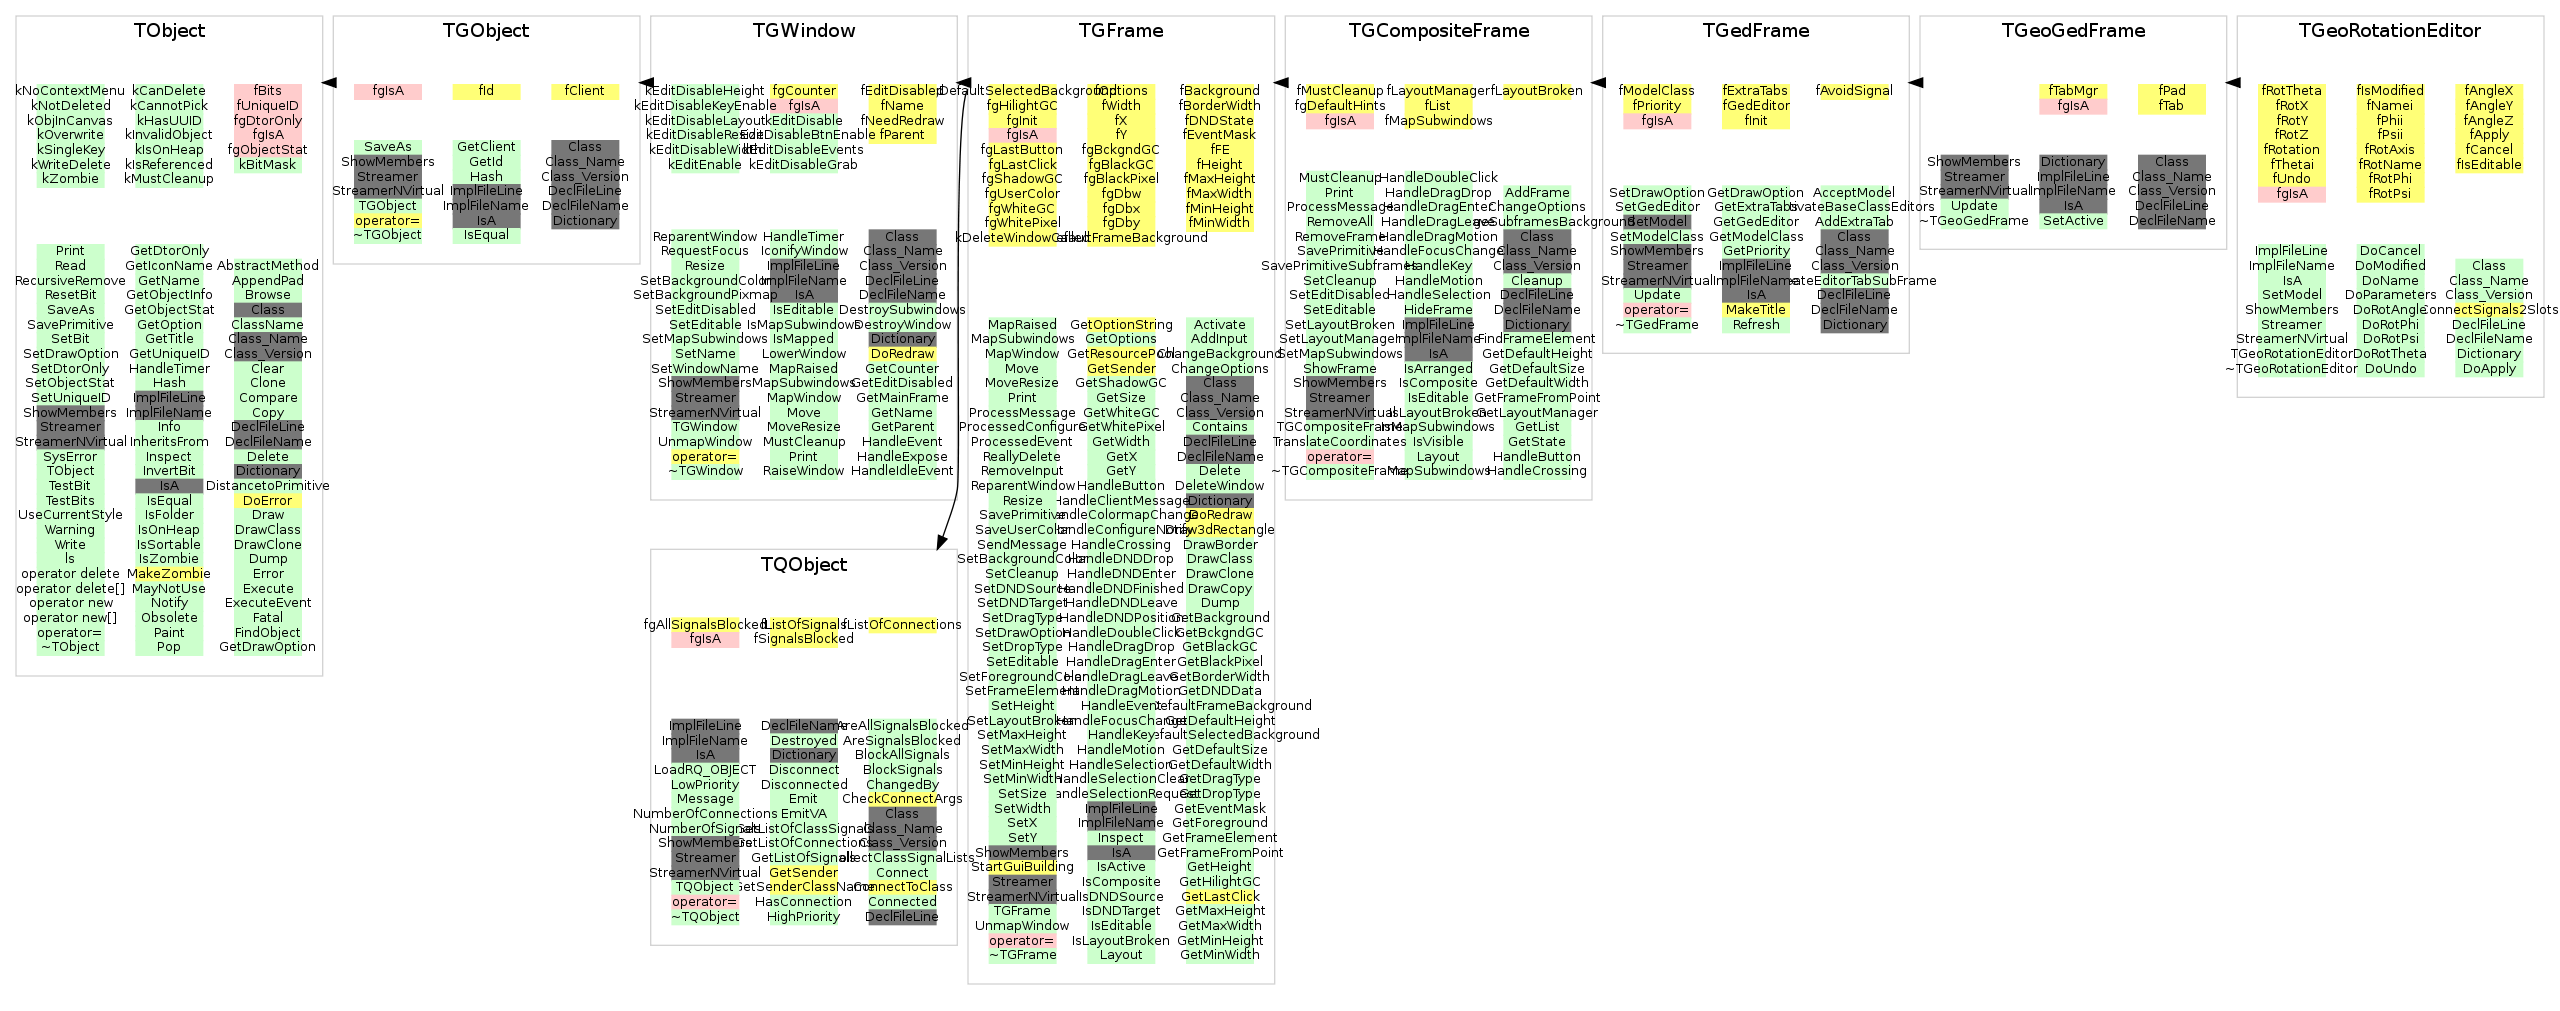 TObject
kNoContextMenu kCanDelete fBits
kNotDeleted kCannotPick fUniqueID
kObjInCanvas kHasUUID fgDtorOnly
kOverwrite kInvalidObject fgIsA
kSingleKey kIsOnHeap fgObjectStat
kWriteDelete kIsReferenced kBitMask
kZombie kMustCleanup
Print GetDtorOnly
Read GetIconName AbstractMethod
RecursiveRemove GetName AppendPad
ResetBit GetObjectInfo Browse
SaveAs GetObjectStat Class
SavePrimitive GetOption ClassName
SetBit GetTitle Class_Name
SetDrawOption GetUniqueID Class_Version
SetDtorOnly HandleTimer Clear
SetObjectStat Hash Clone
SetUniqueID ImplFileLine Compare
ShowMembers ImplFileName Copy
Streamer Info DeclFileLine
StreamerNVirtual InheritsFrom DeclFileName
SysError Inspect Delete
TObject InvertBit Dictionary
TestBit IsA DistancetoPrimitive
TestBits IsEqual DoError
UseCurrentStyle IsFolder Draw
Warning IsOnHeap DrawClass
Write IsSortable DrawClone
ls IsZombie Dump
operator delete MakeZombie Error
operator delete[] MayNotUse Execute
operator new Notify ExecuteEvent
operator new[] Obsolete Fatal
operator= Paint FindObject
~TObject Pop GetDrawOption
TGObject
fgIsA fId fClient
SaveAs GetClient Class
ShowMembers GetId Class_Name
Streamer Hash Class_Version
StreamerNVirtual ImplFileLine DeclFileLine
TGObject ImplFileName DeclFileName
operator= IsA Dictionary
~TGObject IsEqual
TGWindow
kEditDisableHeight fgCounter fEditDisabled
kEditDisableKeyEnable fgIsA fName
kEditDisableLayout kEditDisable fNeedRedraw
kEditDisableResize kEditDisableBtnEnable fParent
kEditDisableWidth kEditDisableEvents
kEditEnable kEditDisableGrab
ReparentWindow HandleTimer Class
RequestFocus IconifyWindow Class_Name
Resize ImplFileLine Class_Version
SetBackgroundColor ImplFileName DeclFileLine
SetBackgroundPixmap IsA DeclFileName
SetEditDisabled IsEditable DestroySubwindows
SetEditable IsMapSubwindows DestroyWindow
SetMapSubwindows IsMapped Dictionary
SetName LowerWindow DoRedraw
SetWindowName MapRaised GetCounter
ShowMembers MapSubwindows GetEditDisabled
Streamer MapWindow GetMainFrame
StreamerNVirtual Move GetName
TGWindow MoveResize GetParent
UnmapWindow MustCleanup HandleEvent
operator= Print HandleExpose
~TGWindow RaiseWindow HandleIdleEvent
TQObject
fgAllSignalsBlocked fListOfSignals fListOfConnections
fgIsA fSignalsBlocked
ImplFileLine DeclFileName AreAllSignalsBlocked
ImplFileName Destroyed AreSignalsBlocked
IsA Dictionary BlockAllSignals
LoadRQ_OBJECT Disconnect BlockSignals
LowPriority Disconnected ChangedBy
Message Emit CheckConnectArgs
NumberOfConnections EmitVA Class
NumberOfSignals GetListOfClassSignals Class_Name
ShowMembers GetListOfConnections Class_Version
Streamer GetListOfSignals ollectClassSignalLists
StreamerNVirtual GetSender Connect
TQObject GetSenderClassName ConnectToClass
operator= HasConnection Connected
~TQObject HighPriority DeclFileLine
TGFrame
fgDefaultSelectedBackground fOptions fBackground
fgHilightGC fWidth fBorderWidth
fgInit fX fDNDState
fgIsA fY fEventMask
fgLastButton fgBckgndGC fFE
fgLastClick fgBlackGC fHeight
fgShadowGC fgBlackPixel fMaxHeight
fgUserColor fgDbw fMaxWidth
fgWhiteGC fgDbx fMinHeight
fgWhitePixel fgDby fMinWidth
kDeleteWindowCalled efaultFrameBackground
MapRaised GetOptionString Activate
MapSubwindows GetOptions AddInput
MapWindow GetResourcePool ChangeBackground
Move GetSender ChangeOptions
MoveResize GetShadowGC Class
Print GetSize Class_Name
ProcessMessage GetWhiteGC Class_Version
ProcessedConfigure GetWhitePixel Contains
ProcessedEvent GetWidth DeclFileLine
ReallyDelete GetX DeclFileName
RemoveInput GetY Delete
ReparentWindow HandleButton DeleteWindow
Resize HandleClientMessage Dictionary
SavePrimitive andleColormapChange DoRedraw
SaveUserColor HandleConfigureNotify Draw3dRectangle
SendMessage HandleCrossing DrawBorder
SetBackgroundColor HandleDNDDrop DrawClass
SetCleanup HandleDNDEnter DrawClone
SetDNDSource HandleDNDFinished DrawCopy
SetDNDTarget HandleDNDLeave Dump
SetDragType HandleDNDPosition GetBackground
SetDrawOption HandleDoubleClick GetBckgndGC
SetDropType HandleDragDrop GetBlackGC
SetEditable HandleDragEnter GetBlackPixel
SetForegroundColor HandleDragLeave GetBorderWidth
SetFrameElement HandleDragMotion GetDNDData
SetHeight HandleEvent efaultFrameBackground
SetLayoutBroken HandleFocusChange GetDefaultHeight
SetMaxHeight HandleKey efaultSelectedBackground
SetMaxWidth HandleMotion GetDefaultSize
SetMinHeight HandleSelection GetDefaultWidth
SetMinWidth HandleSelectionClear GetDragType
SetSize andleSelectionRequest GetDropType
SetWidth ImplFileLine GetEventMask
SetX ImplFileName GetForeground
SetY Inspect GetFrameElement
ShowMembers IsA GetFrameFromPoint
StartGuiBuilding IsActive GetHeight
Streamer IsComposite GetHilightGC
StreamerNVirtual IsDNDSource GetLastClick
TGFrame IsDNDTarget GetMaxHeight
UnmapWindow IsEditable GetMaxWidth
operator= IsLayoutBroken GetMinHeight
~TGFrame Layout GetMinWidth
TGCompositeFrame
fMustCleanup fLayoutManager fLayoutBroken
fgDefaultHints fList
fgIsA fMapSubwindows
MustCleanup HandleDoubleClick
Print HandleDragDrop AddFrame
ProcessMessage HandleDragEnter ChangeOptions
RemoveAll HandleDragLeave eSubframesBackground
RemoveFrame HandleDragMotion Class
SavePrimitive HandleFocusChange Class_Name
SavePrimitiveSubframes HandleKey Class_Version
SetCleanup HandleMotion Cleanup
SetEditDisabled HandleSelection DeclFileLine
SetEditable HideFrame DeclFileName
SetLayoutBroken ImplFileLine Dictionary
SetLayoutManager ImplFileName FindFrameElement
SetMapSubwindows IsA GetDefaultHeight
ShowFrame IsArranged GetDefaultSize
ShowMembers IsComposite GetDefaultWidth
Streamer IsEditable GetFrameFromPoint
StreamerNVirtual IsLayoutBroken GetLayoutManager
TGCompositeFrame IsMapSubwindows GetList
TranslateCoordinates IsVisible GetState
operator= Layout HandleButton
~TGCompositeFrame MapSubwindows HandleCrossing
TGedFrame
fModelClass fExtraTabs fAvoidSignal
fPriority fGedEditor
fgIsA fInit
SetDrawOption GetDrawOption AcceptModel
SetGedEditor GetExtraTabs ctivateBaseClassEditors
SetModel GetGedEditor AddExtraTab
SetModelClass GetModelClass Class
ShowMembers GetPriority Class_Name
Streamer ImplFileLine Class_Version
StreamerNVirtual ImplFileName eateEditorTabSubFrame
Update IsA DeclFileLine
operator= MakeTitle DeclFileName
~TGedFrame Refresh Dictionary
TGeoGedFrame
fTabMgr fPad
fgIsA fTab
ShowMembers Dictionary Class
Streamer ImplFileLine Class_Name
StreamerNVirtual ImplFileName Class_Version
Update IsA DeclFileLine
~TGeoGedFrame SetActive DeclFileName
TGeoRotationEditor
fRotTheta fIsModified fAngleX
fRotX fNamei fAngleY
fRotY fPhii fAngleZ
fRotZ fPsii fApply
fRotation fRotAxis fCancel
fThetai fRotName fIsEditable
fUndo fRotPhi
fgIsA fRotPsi
ImplFileLine DoCancel
ImplFileName DoModified Class
IsA DoName Class_Name
SetModel DoParameters Class_Version
ShowMembers DoRotAngle ConnectSignals2Slots
Streamer DoRotPhi DeclFileLine
StreamerNVirtual DoRotPsi DeclFileName
TGeoRotationEditor DoRotTheta Dictionary
~TGeoRotationEditor DoUndo DoApply